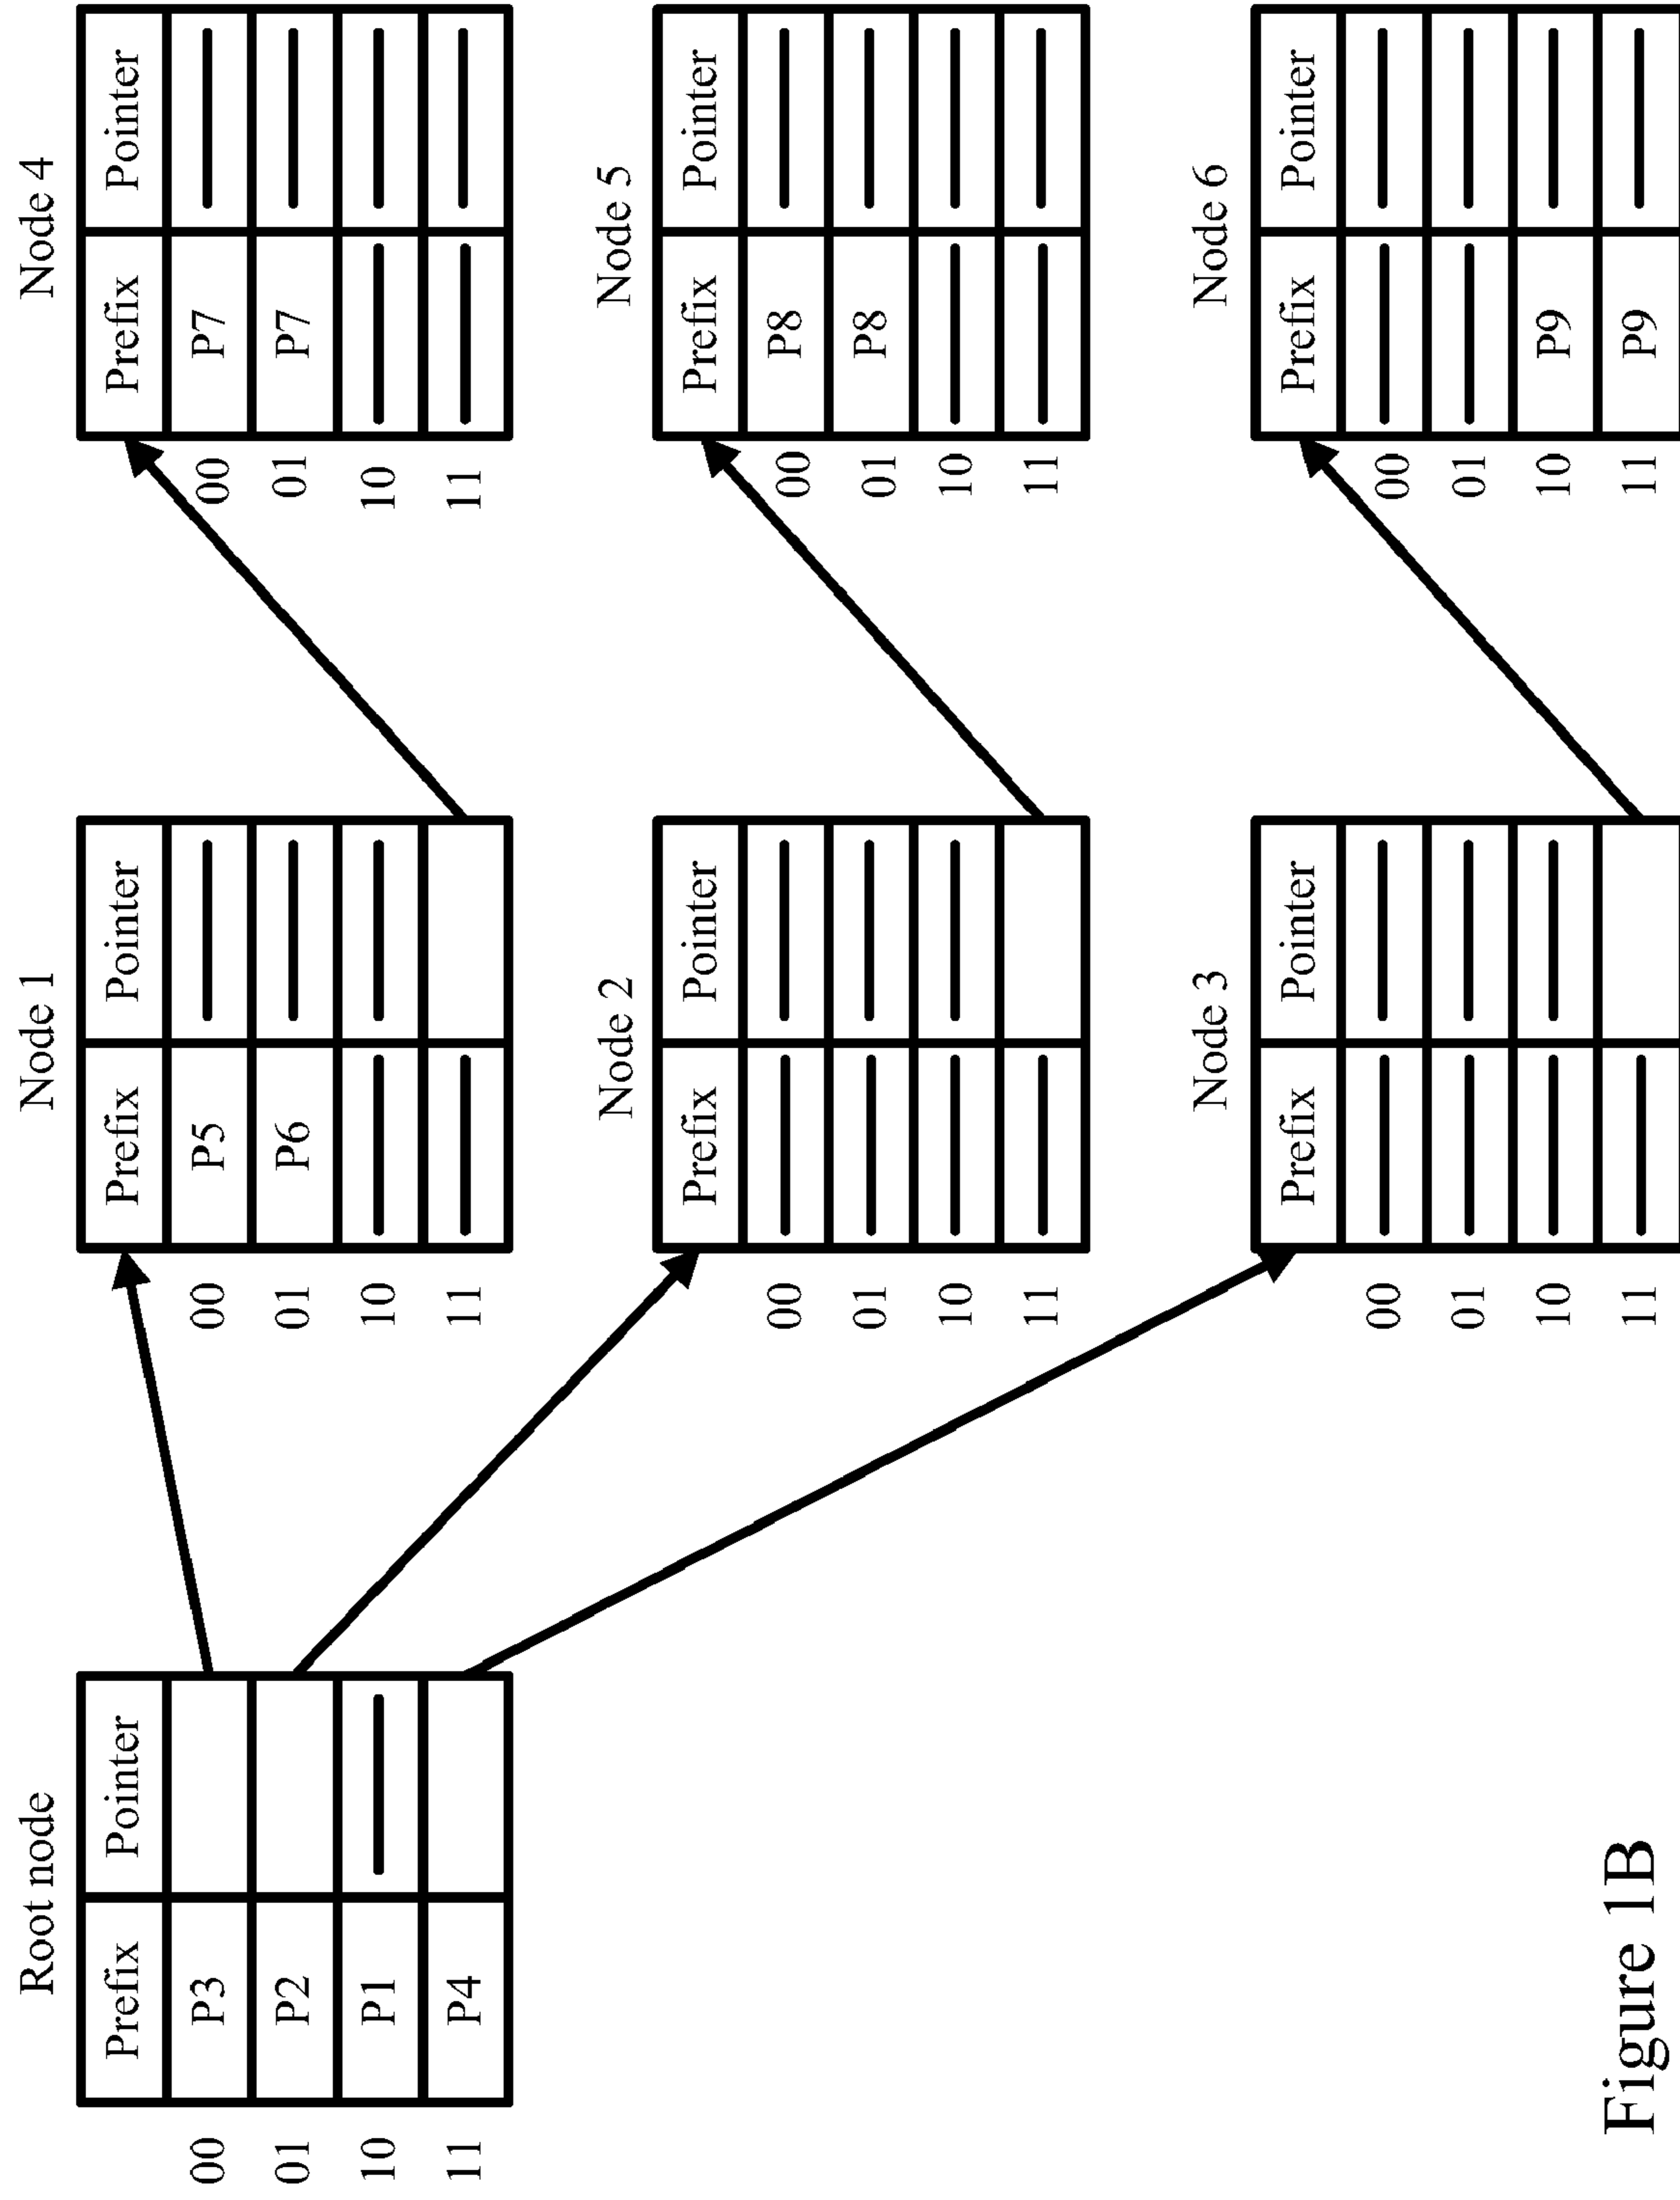 Root node
Prefix Pointer
00 P3
01 P2
10 P1
11 P4
Node 1
Prefix Pointer
00 P5
01 P6
10
11
Node 4
Prefix Pointer
00 P7
01 P7
10
11
Node 2
Prefix Pointer
00
01
10
11
Node 5
Prefix Pointer
00 P8
01 P8
10
11
Node 3
Prefix Pointer
00
01
10
11
Node 6
Prefix Pointer
00
01
10 P9
11 P9
Figure 1B